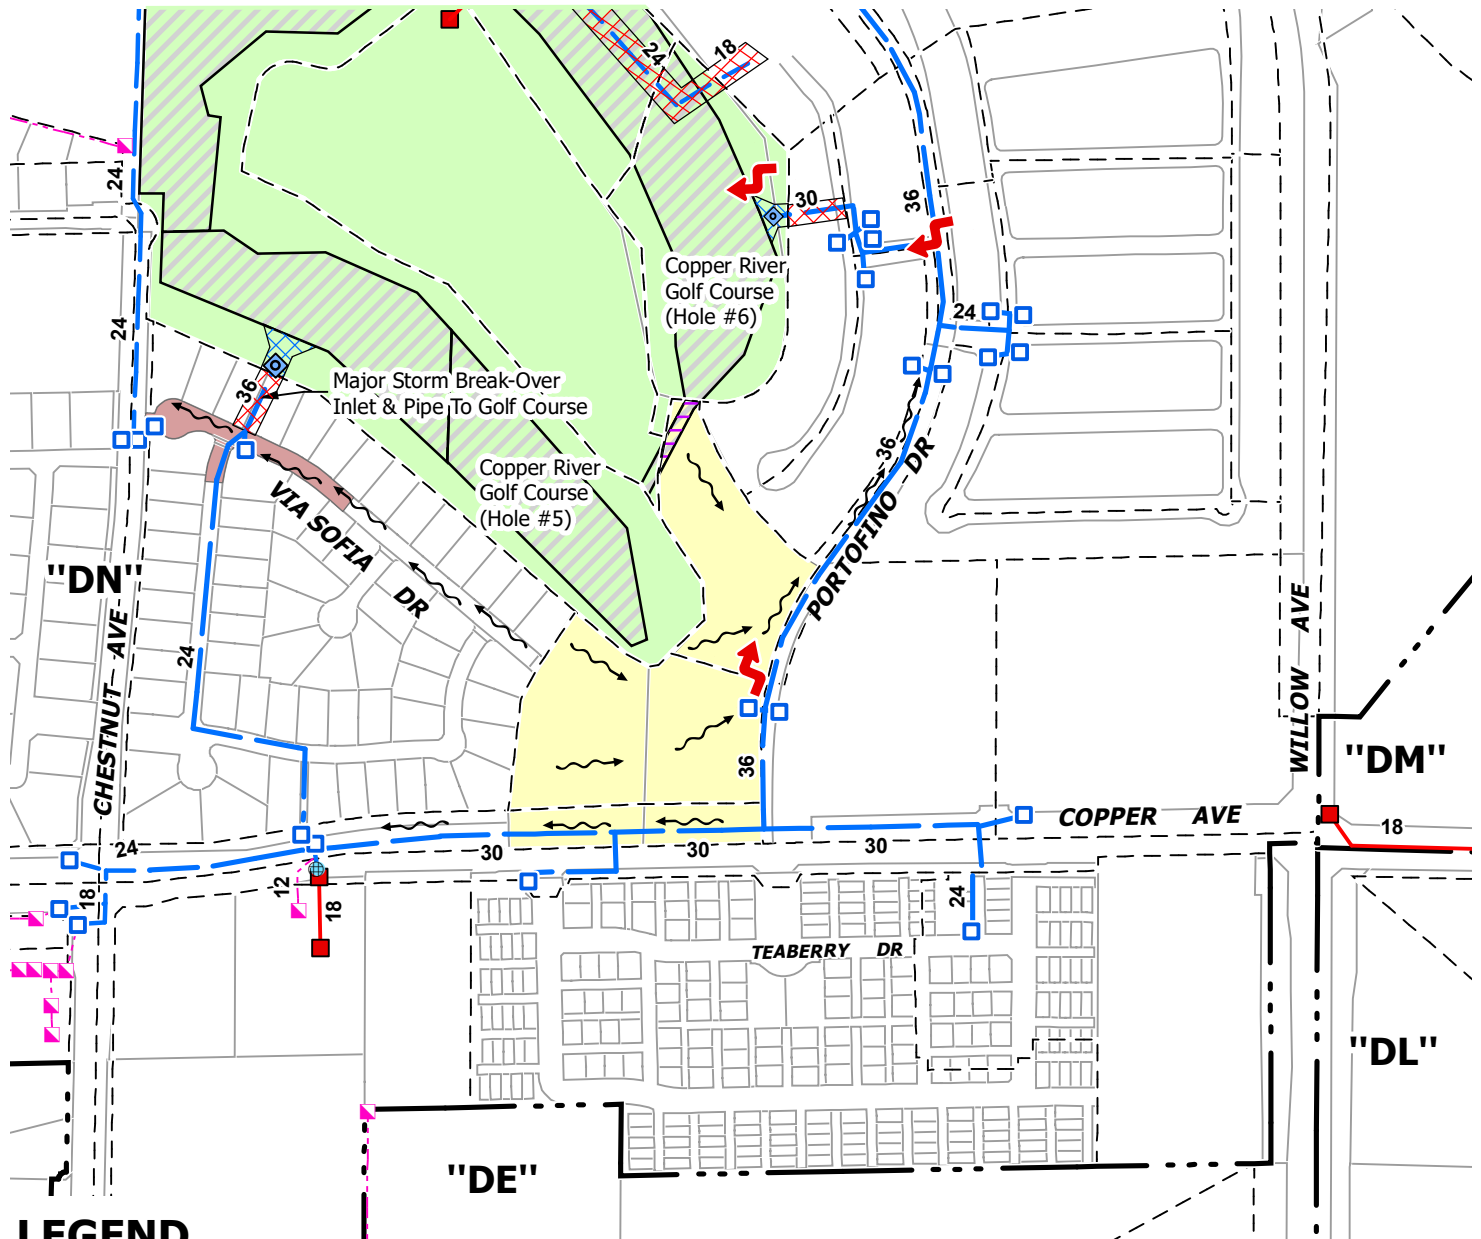 24
18
24
30
36
Copper River
Golf Course
(Hole #6)
24
24
36
Major Storm Break-Over
Inlet & Pipe To Golf Course
36
PORTOFINO DR
Copper River
Golf Course
(Hole #5)
VIA SOFIA DR
"DN"
CHESTNUT AVE
WILLOW AVE
24
36
"DM"
COPPER AVE
18
24
30
30
30
18
12
18
24
TEABERRY DR
"DL"
"DE"
LEGEND